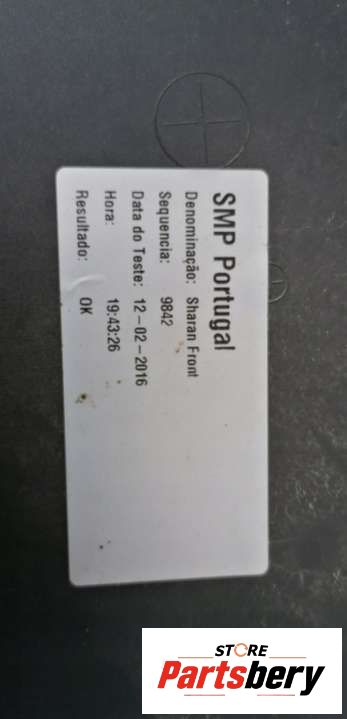 SMP Portugal
Denominação: Sharan Front
Sequencia: 9842
Data do Teste: 12-02-2016
Hora: 19:43:26
Resultado: OK
STORE
Partsbery